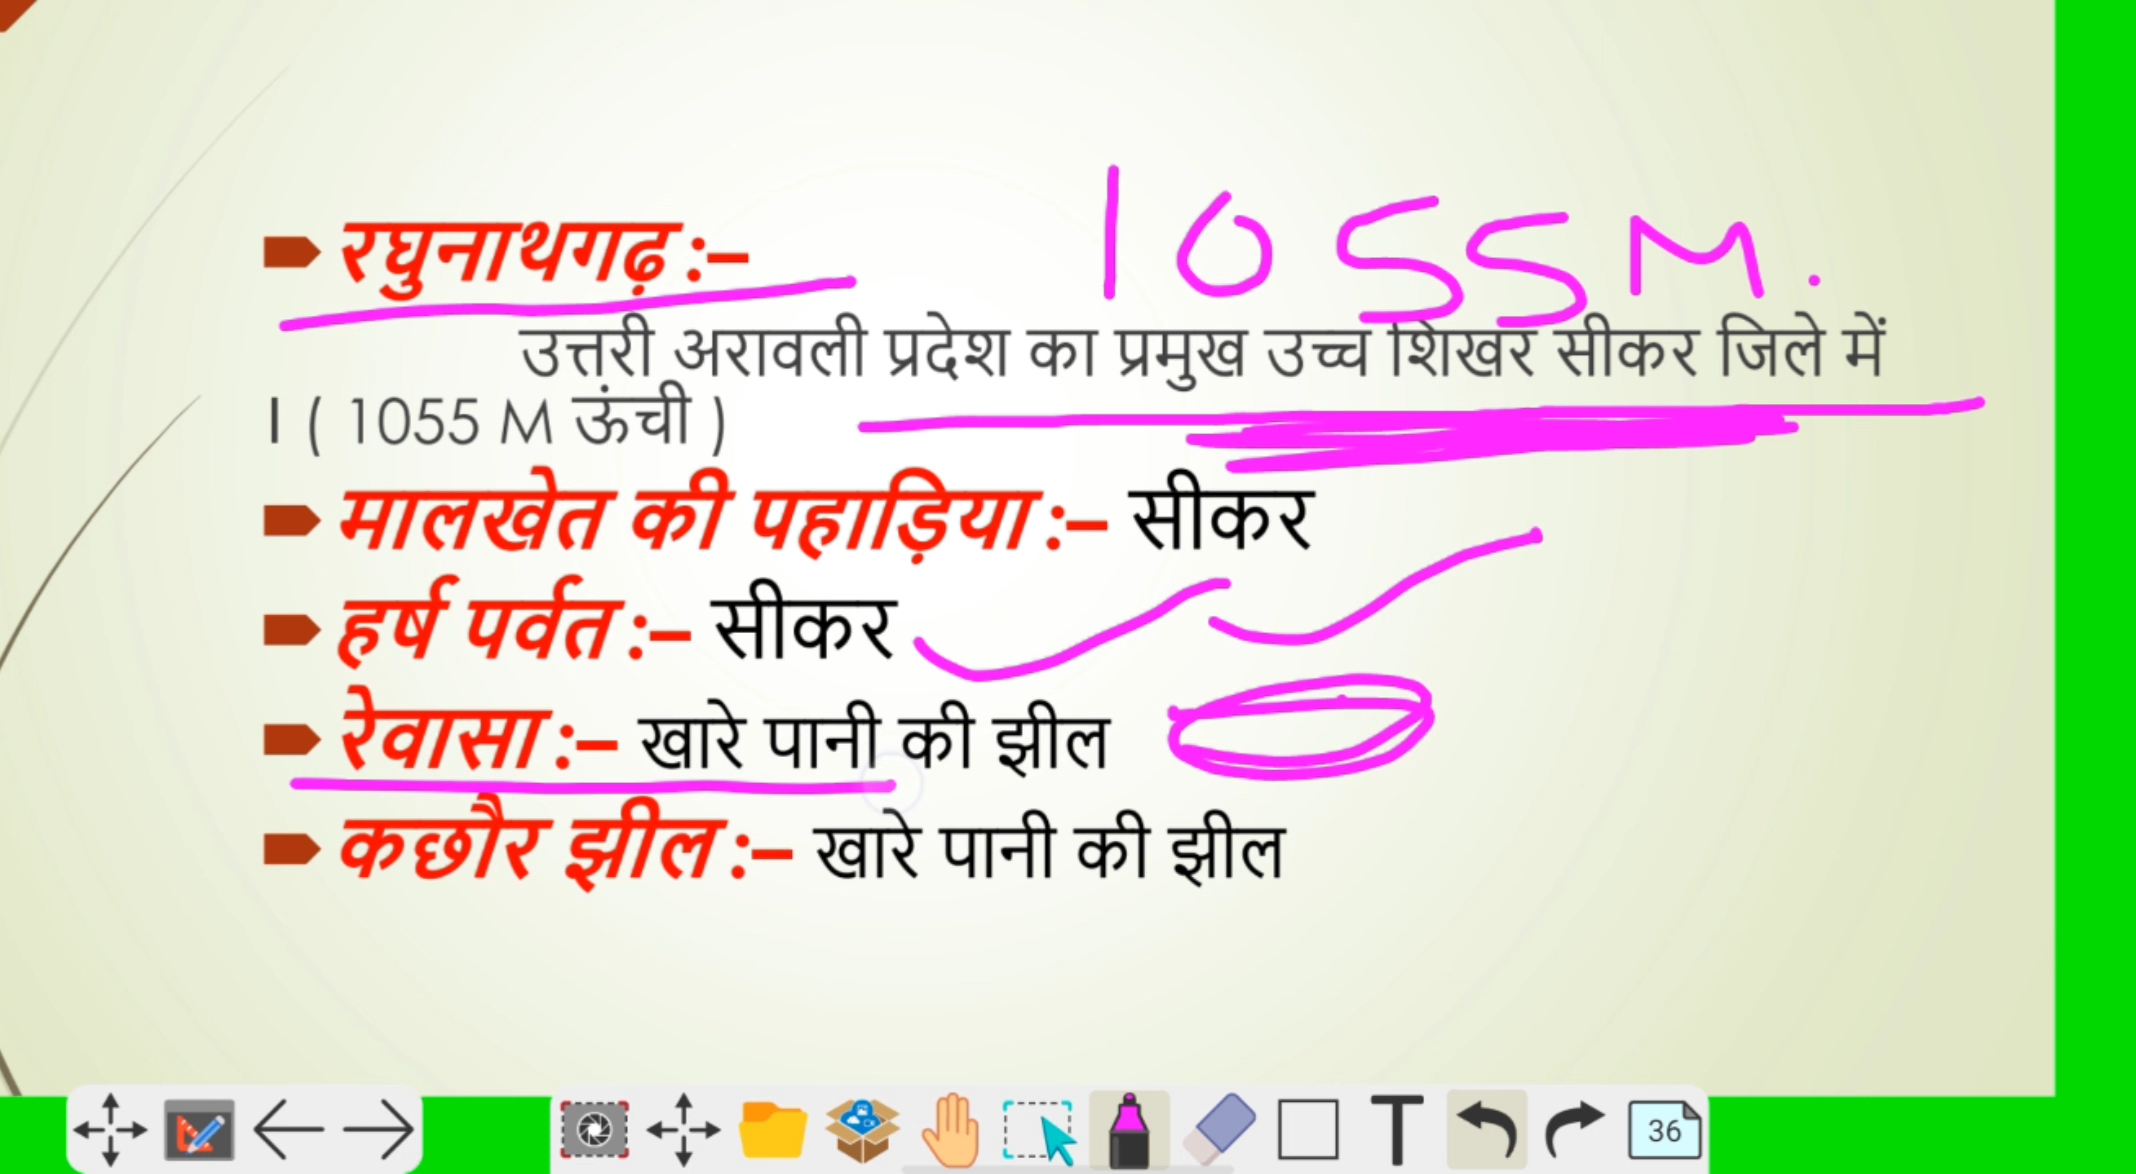 1055 M.
रघुनाथगढ़ :–
उत्तरी अरावली प्रदेश का प्रमुख उच्च शिखर सीकर जिले में
। ( 1055 M ऊंची )
मालखेत की पहाड़िया :– सीकर
हर्ष पर्वत :– सीकर
रेवासा :– खारे पानी की झील
कछौर झील :– खारे पानी की झील
T
36